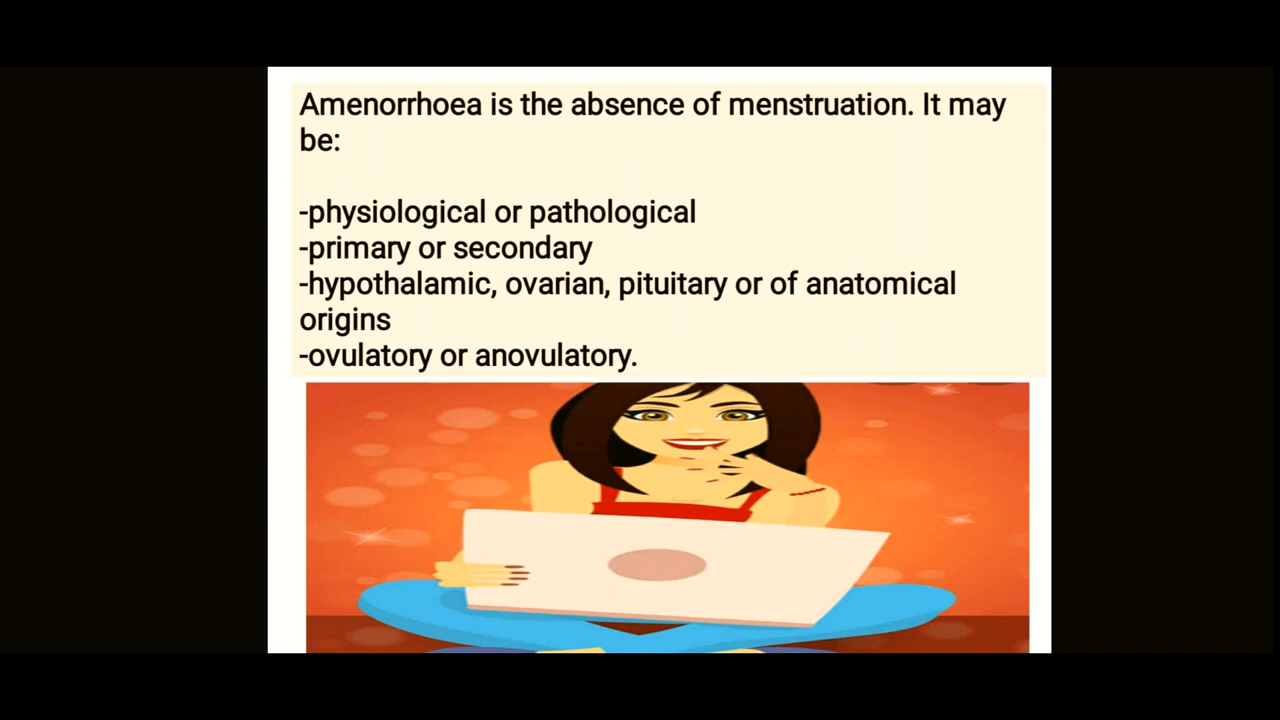 Amenorrhoea is the absence of menstruation. It may
be:
-physiological or pathological
-primary or secondary
-hypothalamic, ovarian, pituitary or of anatomical
origins
-ovulatory or anovulatory.